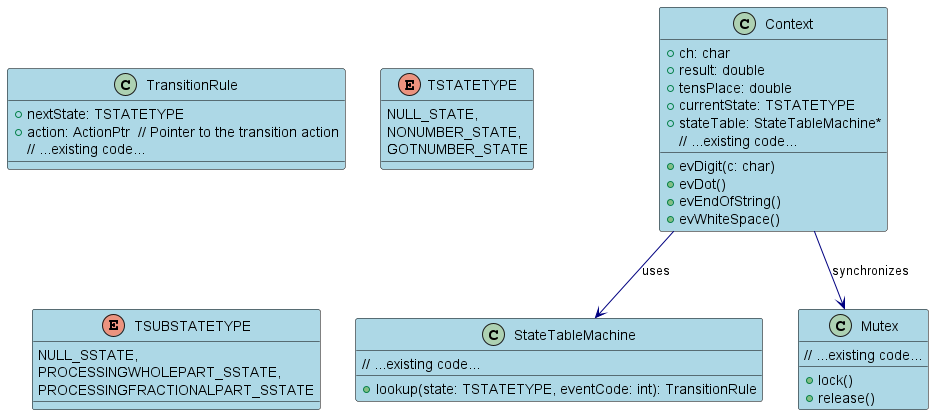 C TransitionRule
nextState: TSTATETYPE
action: ActionPtr // Pointer to the transition action
// ...existing code...
E TSTATETYPE
NULL_STATE,
NONUMBER_STATE,
GOTNUMBER_STATE
C Context
ch: char
result: double
tensPlace: double
currentState: TSTATETYPE
stateTable: StateTableMachine*
// ...existing code...
evDigit(c: char)
evDot()
evEndOfString()
evWhiteSpace()
uses
synchronizes
E TSUBSTATETYPE
NULL_SSTATE,
PROCESSINGWHOLEPART_SSTATE,
PROCESSINGFRACTIONALPART_SSTATE
C StateTableMachine
// ...existing code...
lookup(state: TSTATETYPE, eventCode: int): TransitionRule
C Mutex
// ...existing code...
lock()
release()